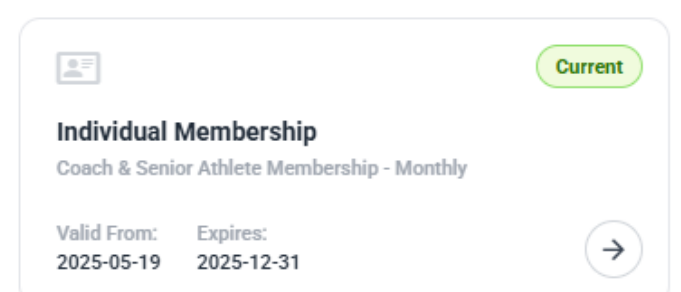 Current
Individual Membership
Coach & Senior Athlete Membership - Monthly
Valid From: Expires:
2025-05-19 2025-12-31